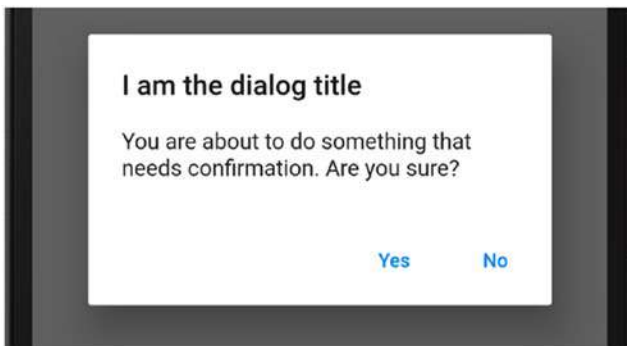 I am the dialog title
You are about to do something that
needs confirmation. Are you sure?
Yes No